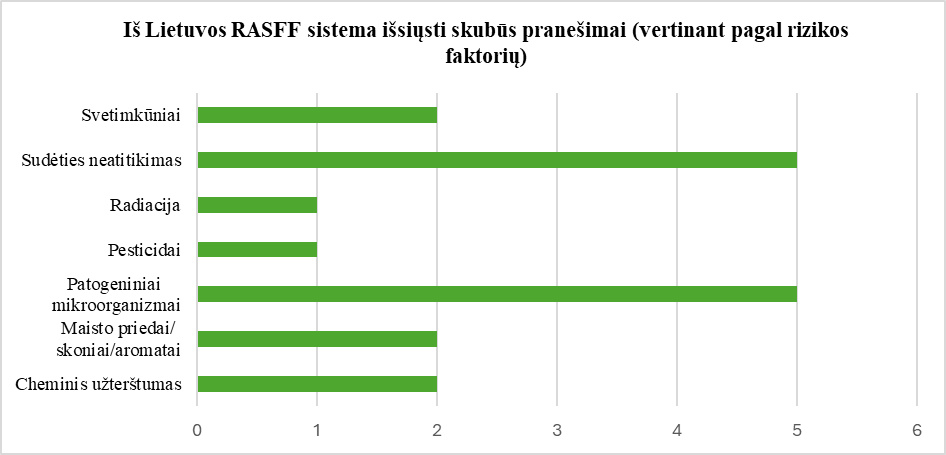 Iš Lietuvos RASFF sistema išsiųsti skubūs pranešimai (vertinant pagal rizikos
faktorių)
Svetimkūniai
Sudėties neatitikimas
Radiacija
Pesticidai
Patogeniniai
mikroorganizmai
Maisto priedai/
skoniai/aromatai
Cheminis užterštumas
0 1 2 3 4 5 6